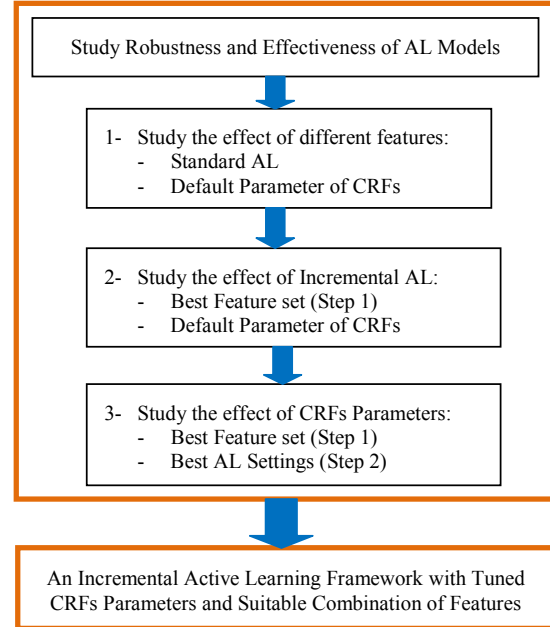 Study Robustness and Effectiveness of AL Models
1- Study the effect of different features:
- Standard AL
- Default Parameter of CRFs
2- Study the effect of Incremental AL:
- Best Feature set (Step 1)
- Default Parameter of CRFs
3- Study the effect of CRFs Parameters:
- Best Feature set (Step 1)
- Best AL Settings (Step 2)
An Incremental Active Learning Framework with Tuned
CRFs Parameters and Suitable Combination of Features